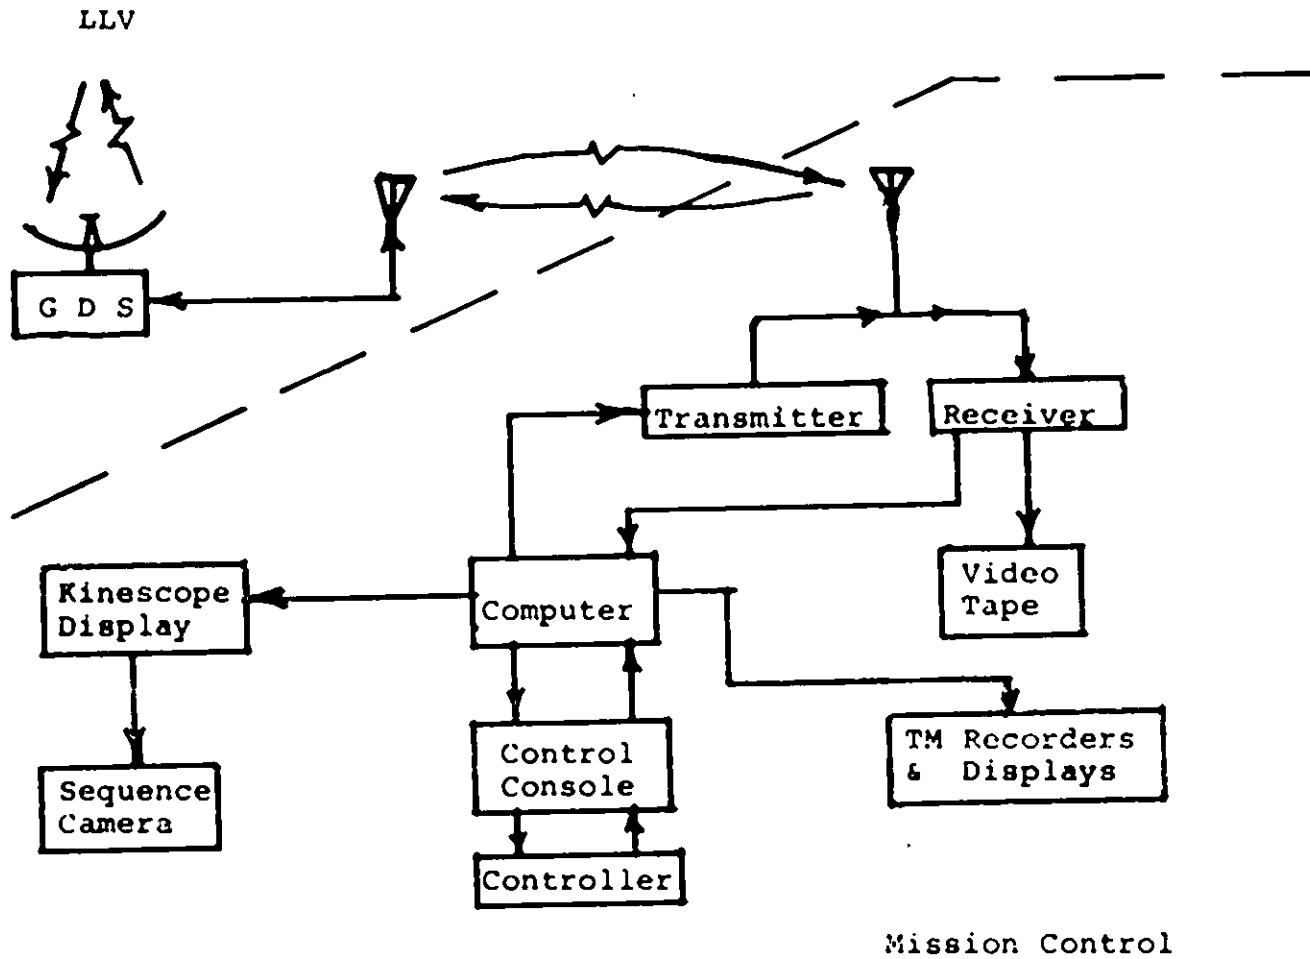 LLV
G D S
Transmitter
Receiver
Kinescope
Display
Computer
Video
Tape
Control
Console
TM Recorders
& Displays
Sequence
Camera
Controller
Mission Control